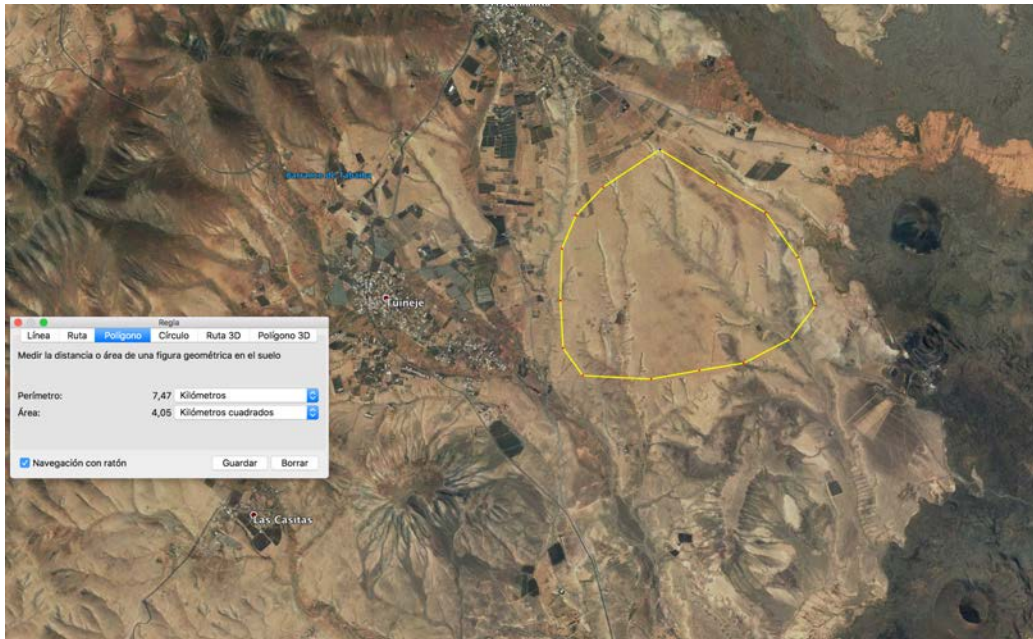 Tuineje
Regla
Línea Ruta Polígono Círculo Ruta 3D Polígono 3D
Medir la distancia o área de una figura geométrica en el suelo
Perímetro: 7,47 Kilómetros
Área: 4,05 Kilómetros cuadrados
Navegación con ratón Guardar Borrar
Las Casitas